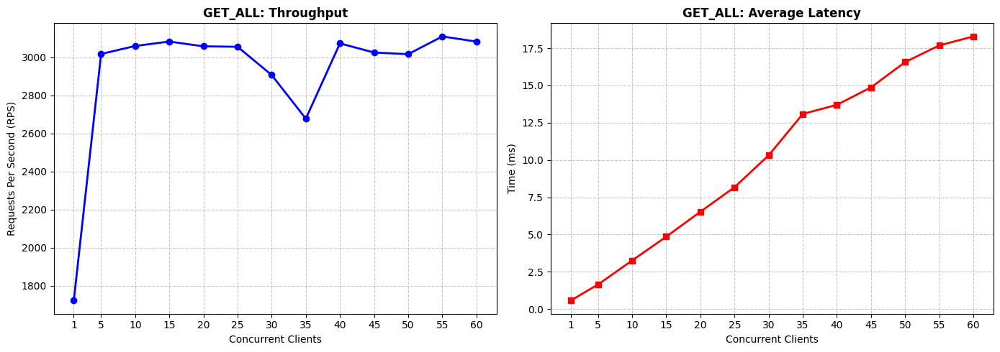 GET_ALL: Throughput
Requests Per Second (RPS)
3000
2800
2600
2400
2200
2000
1800
1 5 10 15 20 25 30 35 40 45 50 55 60
Concurrent Clients
GET_ALL: Average Latency
Time (ms)
17.5
15.0
12.5
10.0
7.5
5.0
2.5
0.0
1 5 10 15 20 25 30 35 40 45 50 55 60
Concurrent Clients